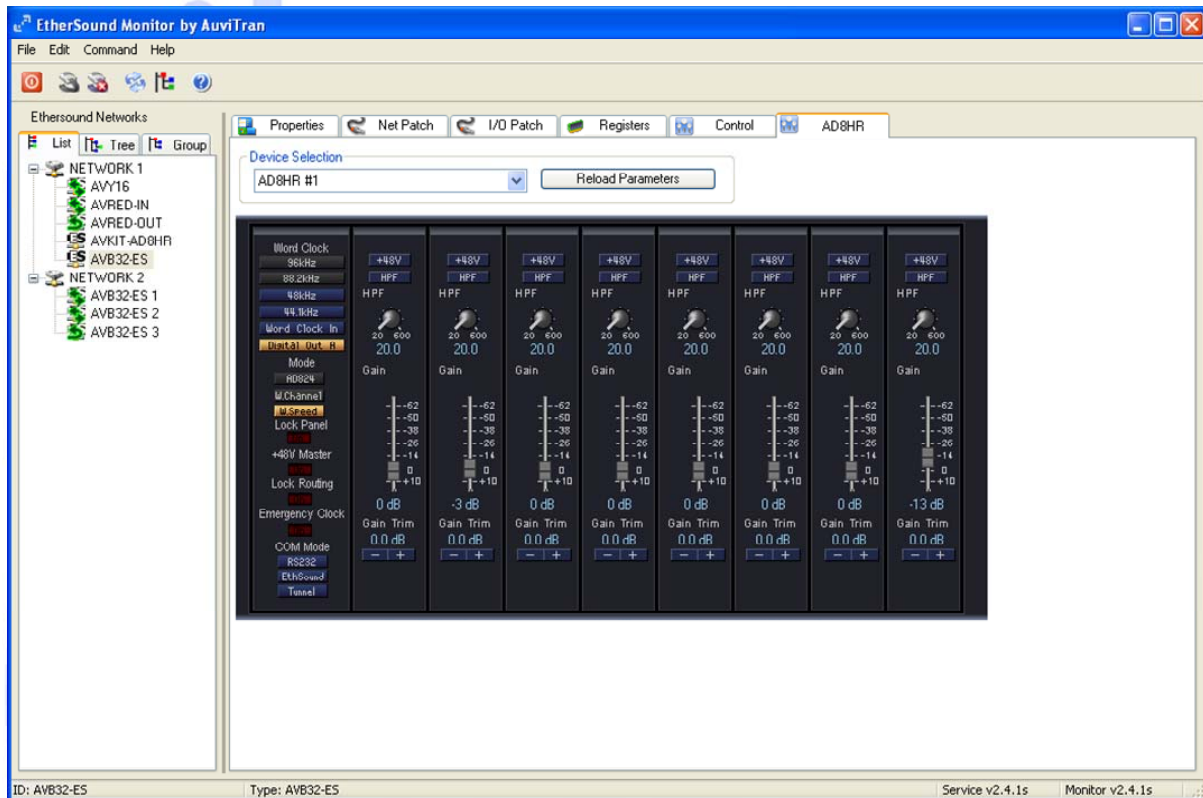 EtherSound Monitor by AuviTran
File Edit Command Help
Ethersound Networks
List Tree Group
NETWORK 1
AVY16
AVRED-IN
AVRED-OUT
AVKIT-AD8HR
AVB32-ES
NETWORK 2
AVB32-ES 1
AVB32-ES 2
AVB32-ES 3
Properties Net Patch I/O Patch Registers Control AD8HR
Device Selection
AD8HR #1 Reload Parameters
Word Clock
96kHz
88.2kHz
48kHz
44.1kHz
Word Clock In
Digital Out A
Mode
AD824
W.Channel
W.Speed
Lock Panel
+48V Master
Lock Routing
Emergency Clock
COM Mode
RS232
EthSound
Tunnel
+48V +48V +48V +48V +48V +48V +48V +48V
HPF HPF HPF HPF HPF HPF HPF HPF
HPF HPF HPF HPF HPF HPF HPF HPF
20 600 20 600 20 600 20 600 20 600 20 600 20 600 20 600
20.0 20.0 20.0 20.0 20.0 20.0 20.0 20.0
Gain Gain Gain Gain Gain Gain Gain Gain
-62 -62 -62 -62 -62 -62 -62 -62
-50 -50 -50 -50 -50 -50 -50 -50
-38 -38 -38 -38 -38 -38 -38 -38
-26 -26 -26 -26 -26 -26 -26 -26
-14 -14 -14 -14 -14 -14 -14 -14
0 0 0 0 0 0 0 0
+10 +10 +10 +10 +10 +10 +10 +10
0 dB -3 dB 0 dB 0 dB 0 dB 0 dB 0 dB -13 dB
Gain Trim Gain Trim Gain Trim Gain Trim Gain Trim Gain Trim Gain Trim Gain Trim
0.0 dB 0.0 dB 0.0 dB 0.0 dB 0.0 dB 0.0 dB 0.0 dB 0.0 dB
- + - + - + - + - + - + - + - +
ID: AVB32-ES Type: AVB32-ES Service v2.4.1s Monitor v2.4.1s